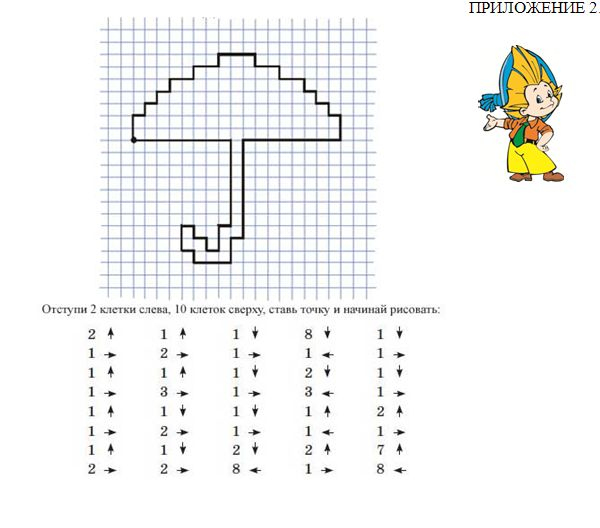 ПРИЛОЖЕНИЕ 2.
Отступи 2 клетки слева, 10 клеток сверху, ставь точку и начинай рисовать:
2 ↑ 1 ↑ 1 ↓ 8 ↓ 1 ↓
1 → 2 → 1 → 1 ← 1 →
1 ↑ 1 ↑ 1 ↓ 2 ↓ 1 ↓
1 → 3 → 1 → 3 ← 1 →
1 ↑ 1 ↓ 1 ↓ 1 ↑ 2 ↑
1 → 2 → 1 → 1 ← 1 →
1 ↑ 1 ↓ 2 ↓ 2 ↑ 7 ↑
2 → 2 → 8 ← 1 → 8 ←